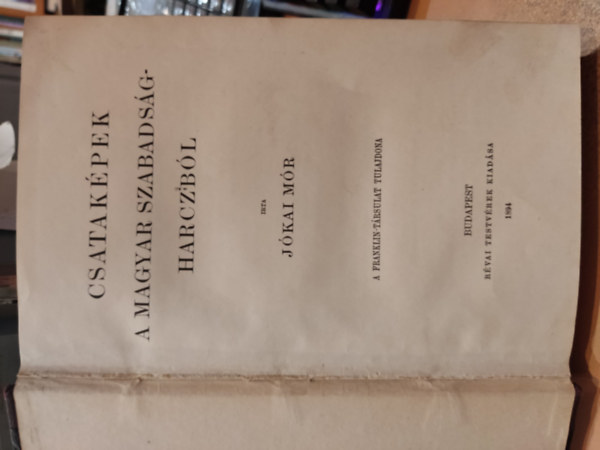 CSATAKÉPEK
A MAGYAR SZABADSÁG-
HARCZBÓL
IRTA
JÓKAI MÓR
A FRANKLIN-TÁRSULAT TULAJDONA
BUDAPEST
RÉVAI TESTVÉREK KIADÁSA
1894